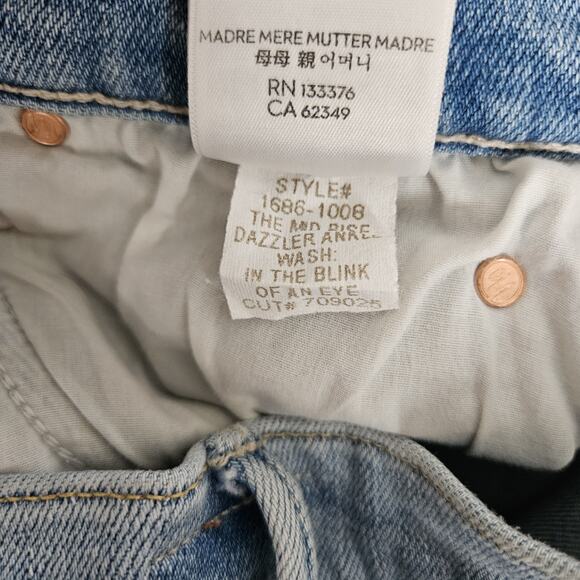 MADRE MERE MUTTER MADRE
母母 親 어머니
RN 133376
CA 62349
STYLE#
1686-1008
THE MID RISE
DAZZLER ANKL
WASH:
IN THE BLINK
OF AN EYE
CUT# 709025